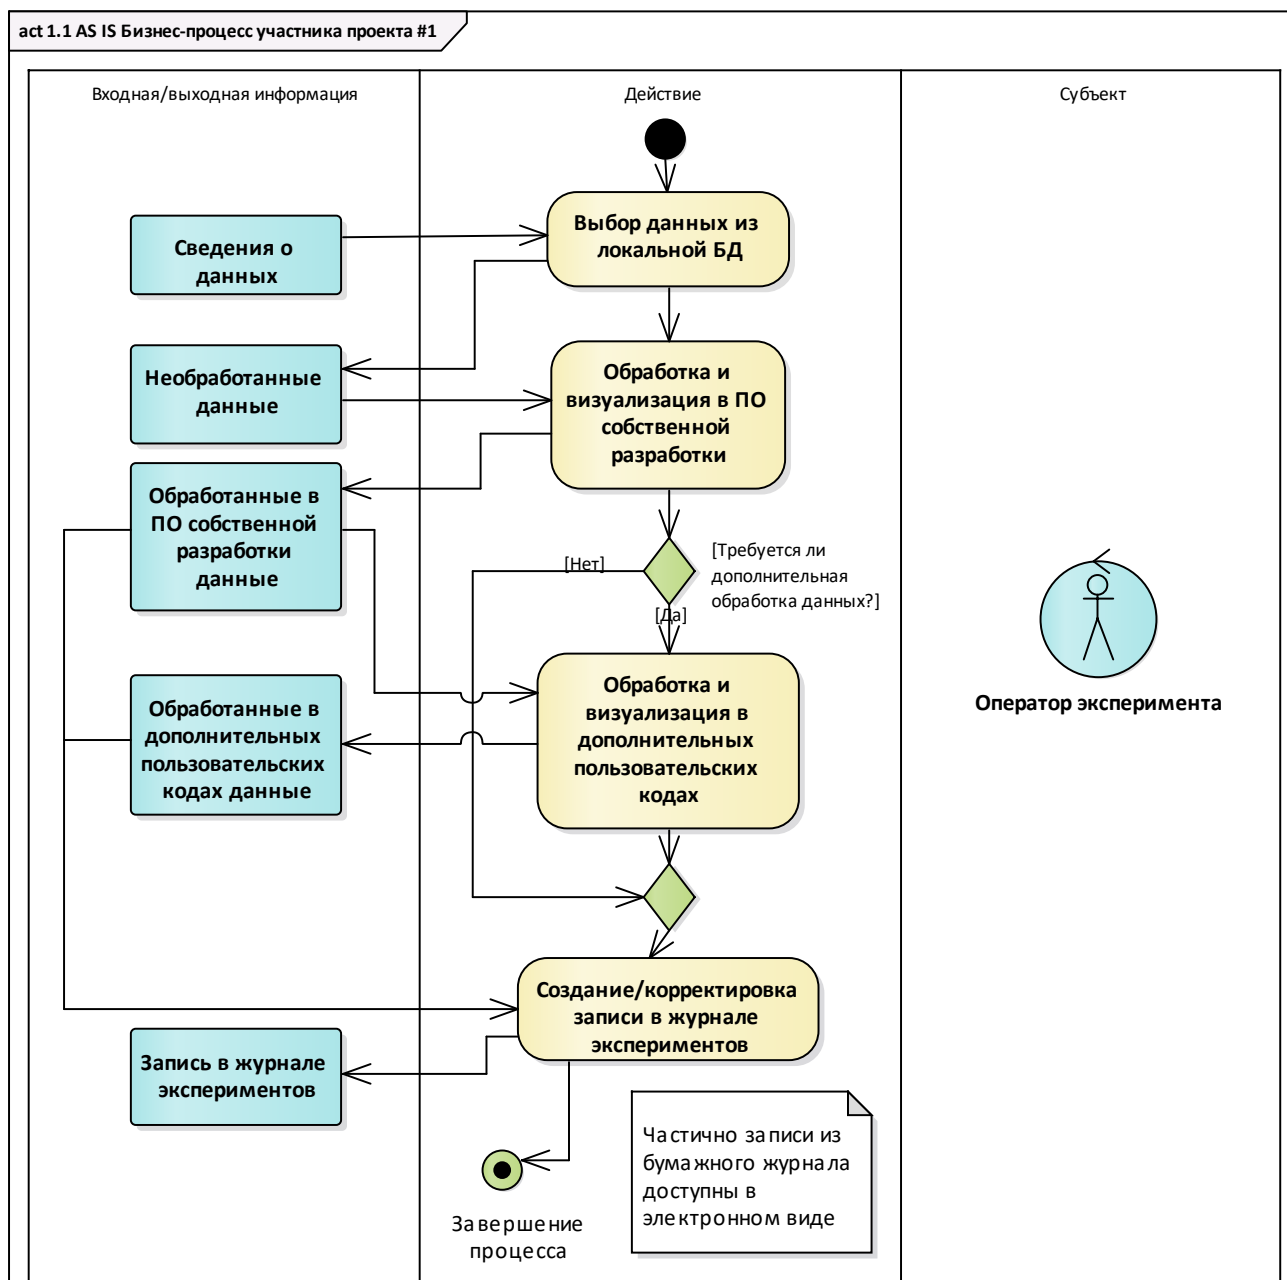 act 1.1 AS IS Бизнес-процесс участника проекта #1
Входная/выходная информация
Действие
Субъект
Выбор данных из
локальной БД
Сведения о
данных
Необработанные
данные
Обработка и
визуализация в ПО
собственной
разработки
Обработанные в
ПО собственной
разработки
данные
[Нет]
[Требуется ли
дополнительная
обработка данных?]
[Да]
Оператор эксперимента
Обработка и
визуализация в
дополнительных
пользовательских
кодах
Обработанные в
дополнительных
пользовательских
кодах данные
Создание/корректировка
записи в журнале
экспериментов
Запись в журнале
экспериментов
Частично записи из
бумажного журнала
доступны в
электронном виде
Завершение
процесса